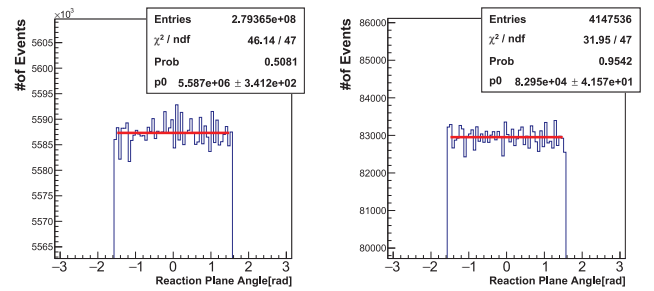 ×10³
Entries 2.79365e+08
χ² / ndf 46.14 / 47
Prob 0.5081
p0 5.587e+06 ± 3.412e+02
#of Events
5605
5600
5595
5590
5585
5580
5575
5570
5565
−3 −2 −1 0 1 2 3
Reaction Plane Angle[rad]
Entries 4147536
χ² / ndf 31.95 / 47
Prob 0.9542
p0 8.295e+04 ± 4.157e+01
#of Events
86000
85000
84000
83000
82000
81000
80000
−3 −2 −1 0 1 2 3
Reaction Plane Angle[rad]